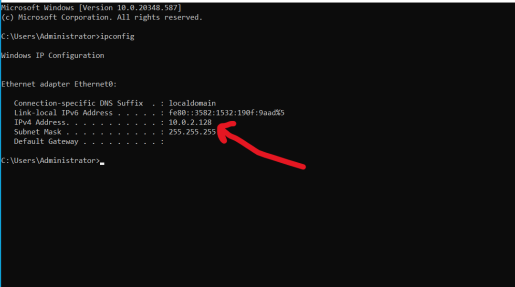 Microsoft Windows [Version 10.0.20348.587]
(c) Microsoft Corporation. All rights reserved.
C:\Users\Administrator>ipconfig
Windows IP Configuration
Ethernet adapter Ethernet0:
Connection-specific DNS Suffix . : localdomain
Link-local IPv6 Address . . . . . : fe80::3582:1532:190f:9aad%5
IPv4 Address. . . . . . . . . . . : 10.0.2.128
Subnet Mask . . . . . . . . . . . : 255.255.255
Default Gateway . . . . . . . . . :
C:\Users\Administrator>